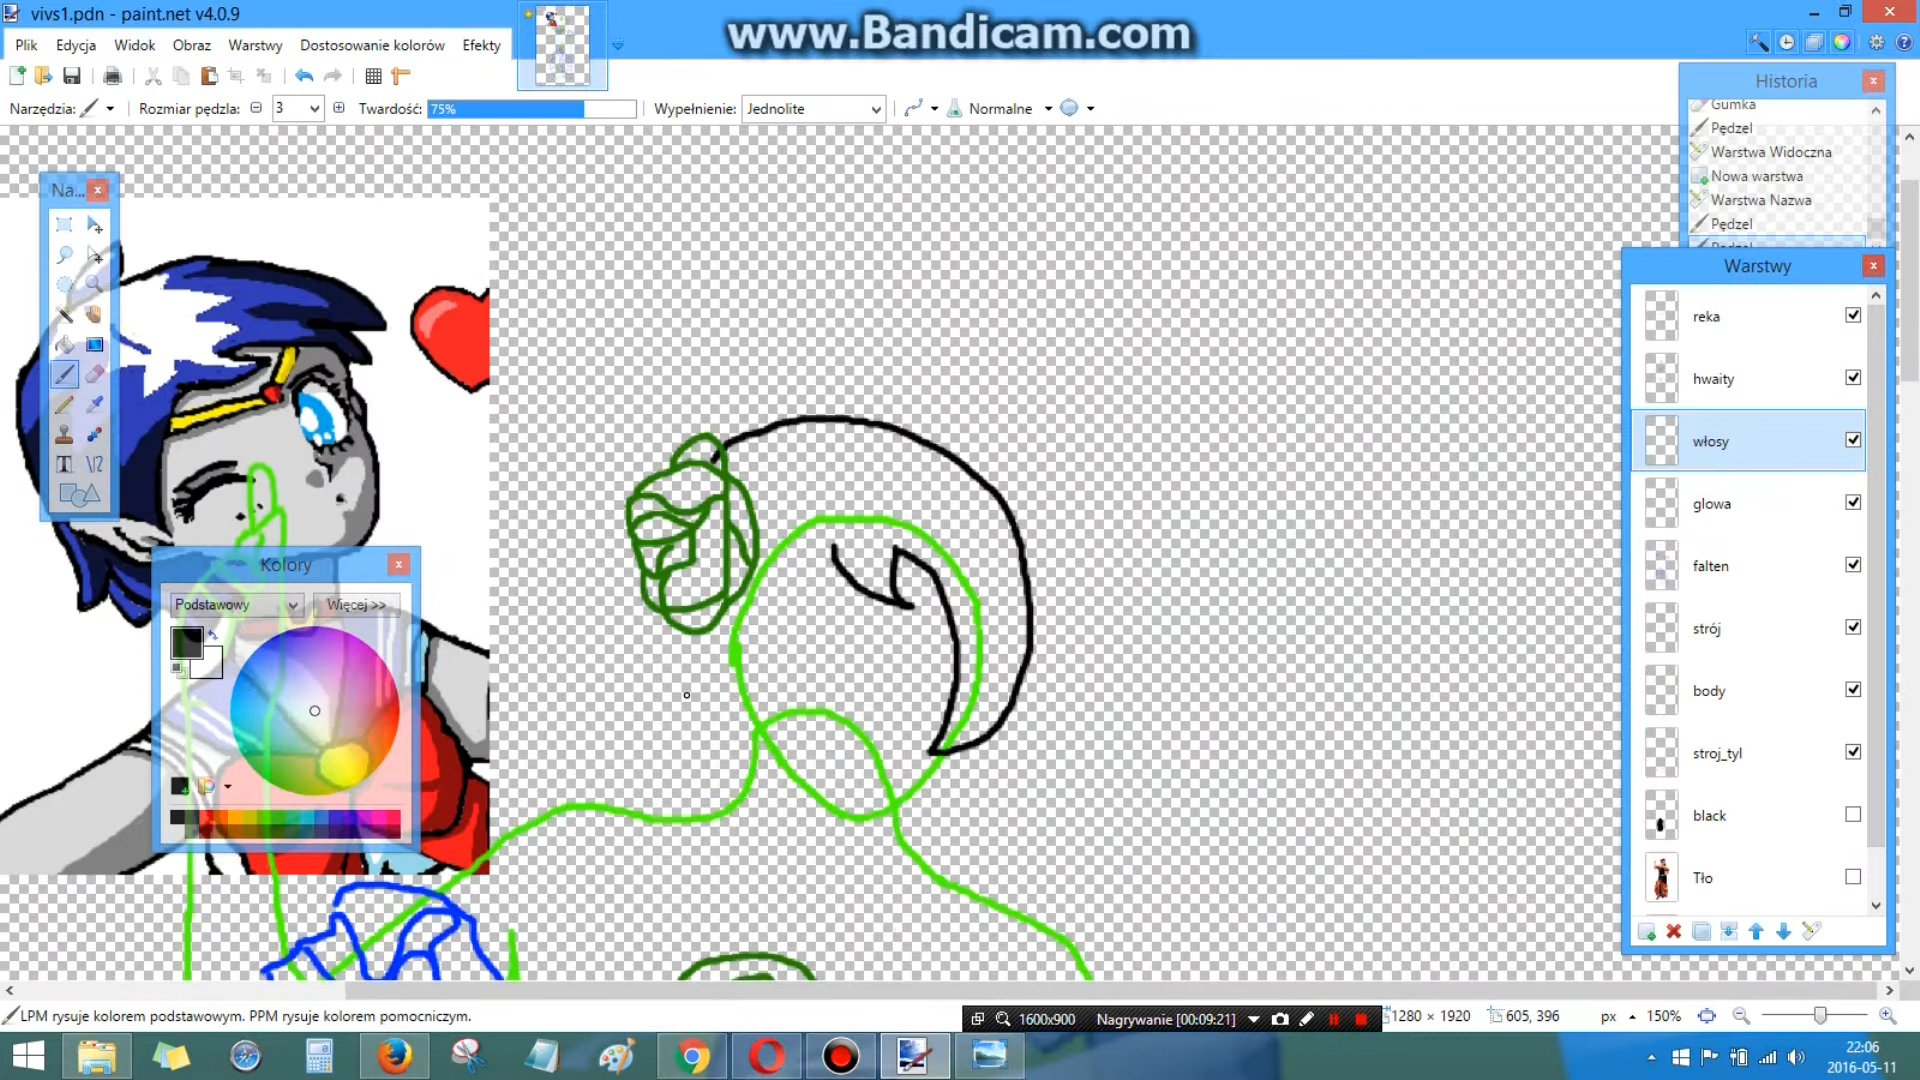 vivs1.pdn - paint.net v4.0.9
www.Bandicam.com
Plik Edycja Widok Obraz Warstwy Dostosowanie kolorów Efekty
Narzędzia: Rozmiar pędzla: 3 Twardość: 75% Wypełnienie: Jednolite Normalne
Historia
Gumka
Pędzel
Warstwa Widoczna
Nowa warstwa
Warstwa Nazwa
Pędzel
Pędzel
Na...
Warstwy
reka
hwaity
włosy
glowa
falten
strój
body
stroj_tyl
black
Tło
Kolory
Podstawowy Więcej >>
LPM rysuje kolorem podstawowym. PPM rysuje kolorem pomocniczym.
1600x900 Nagrywanie [00:09:21]
1280 × 1920 605, 396 px 150%
22:06
2016-05-11